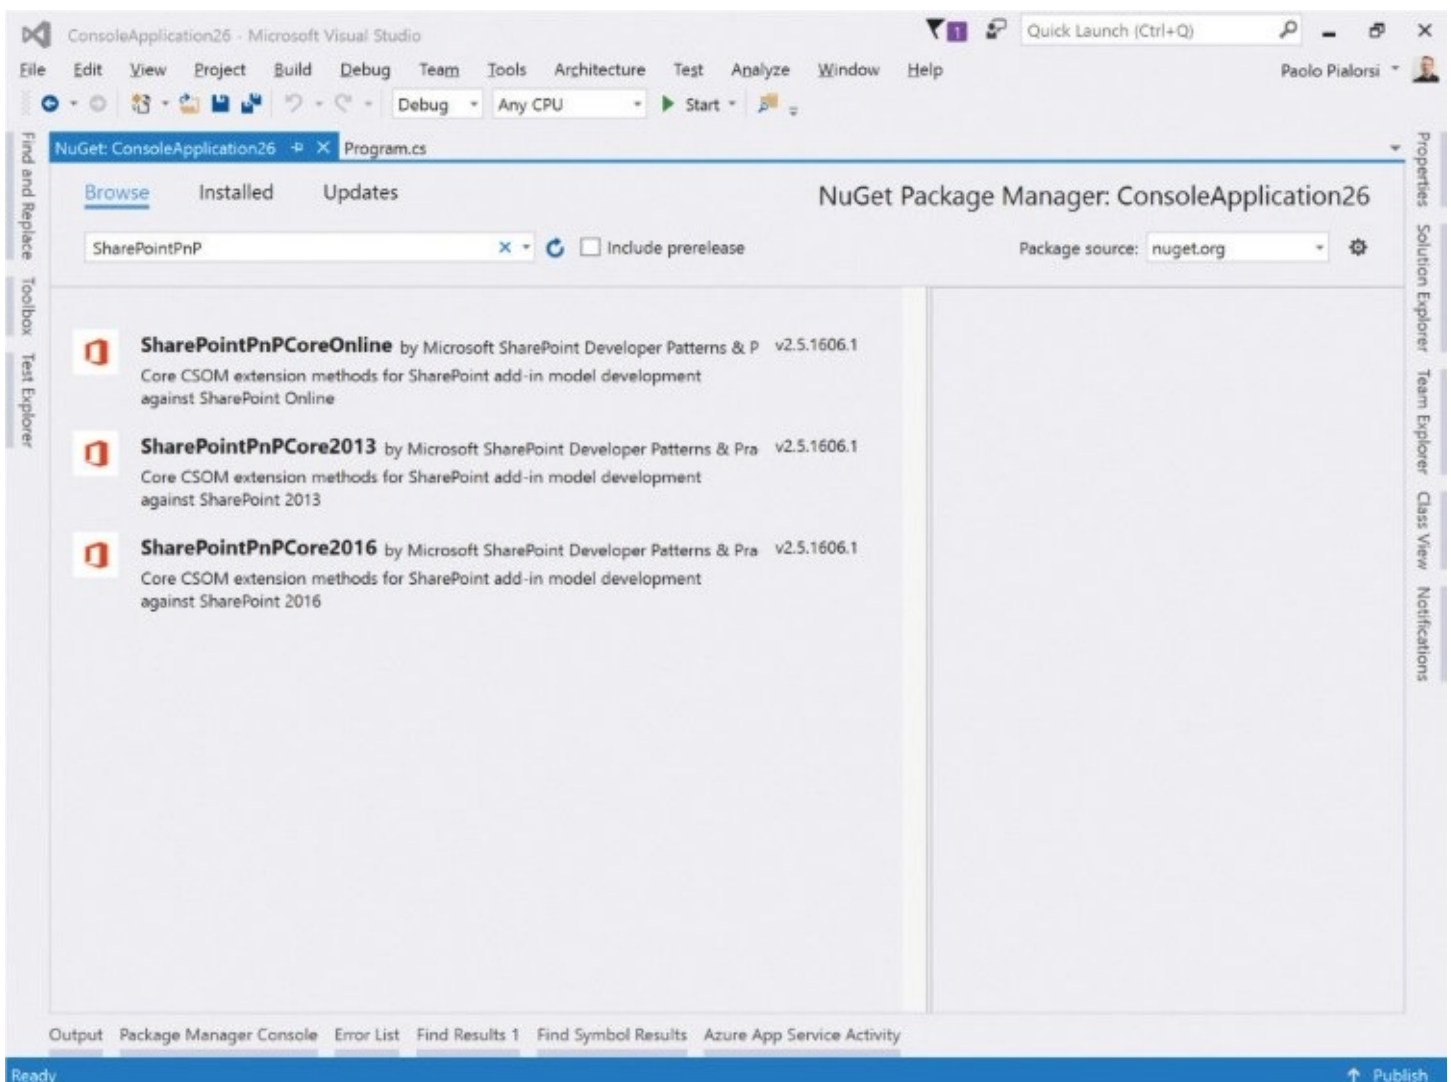 ConsoleApplication26 - Microsoft Visual Studio
1
Quick Launch (Ctrl+Q)
File Edit View Project Build Debug Team Tools Architecture Test Analyze Window Help
Paolo Pialorsi
Debug Any CPU Start
NuGet: ConsoleApplication26 Program.cs
Browse Installed Updates
NuGet Package Manager: ConsoleApplication26
SharePointPnP
Include prerelease
Package source: nuget.org
SharePointPnPCoreOnline by Microsoft SharePoint Developer Patterns & P v2.5.1606.1
Core CSOM extension methods for SharePoint add-in model development
against SharePoint Online
SharePointPnPCore2013 by Microsoft SharePoint Developer Patterns & Pra v2.5.1606.1
Core CSOM extension methods for SharePoint add-in model development
against SharePoint 2013
SharePointPnPCore2016 by Microsoft SharePoint Developer Patterns & Pra v2.5.1606.1
Core CSOM extension methods for SharePoint add-in model development
against SharePoint 2016
Find and Replace
Toolbox
Test Explorer
Properties
Solution Explorer
Team Explorer
Class View
Notifications
Output Package Manager Console Error List Find Results 1 Find Symbol Results Azure App Service Activity
Ready
Publish